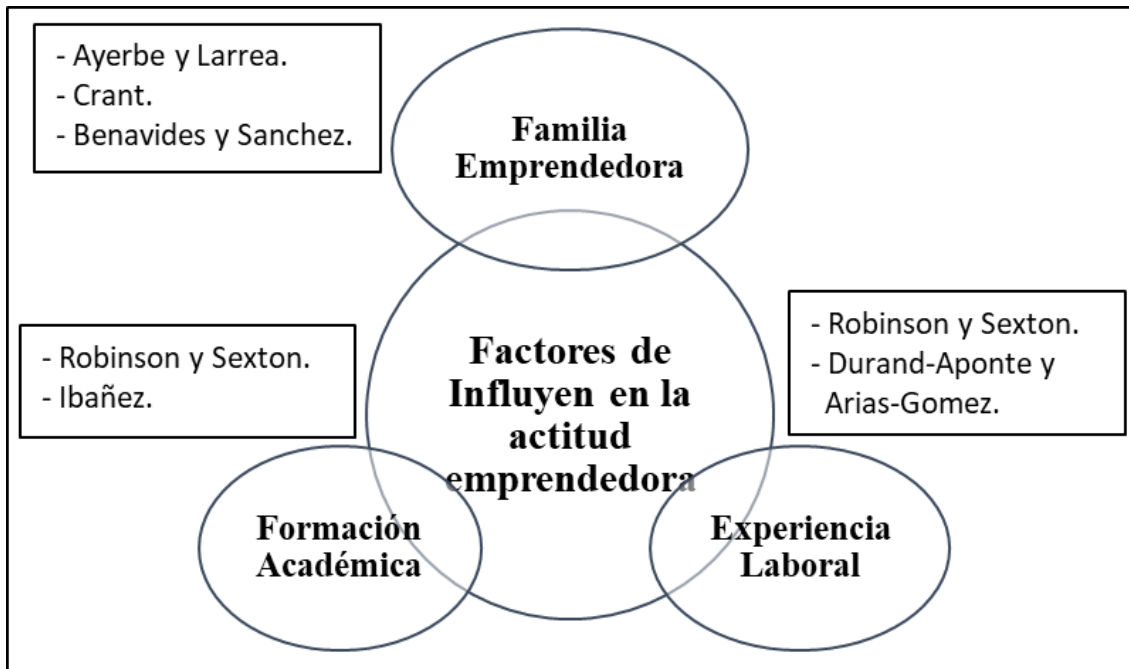 - Ayerbe y Larrea.
- Crant.
- Benavides y Sanchez.
Familia
Emprendedora
- Robinson y Sexton.
- Ibañez.
Factores de
Influyen en la
actitud
emprendedora
- Robinson y Sexton.
- Durand-Aponte y
Arias-Gomez.
Formación
Académica
Experiencia
Laboral